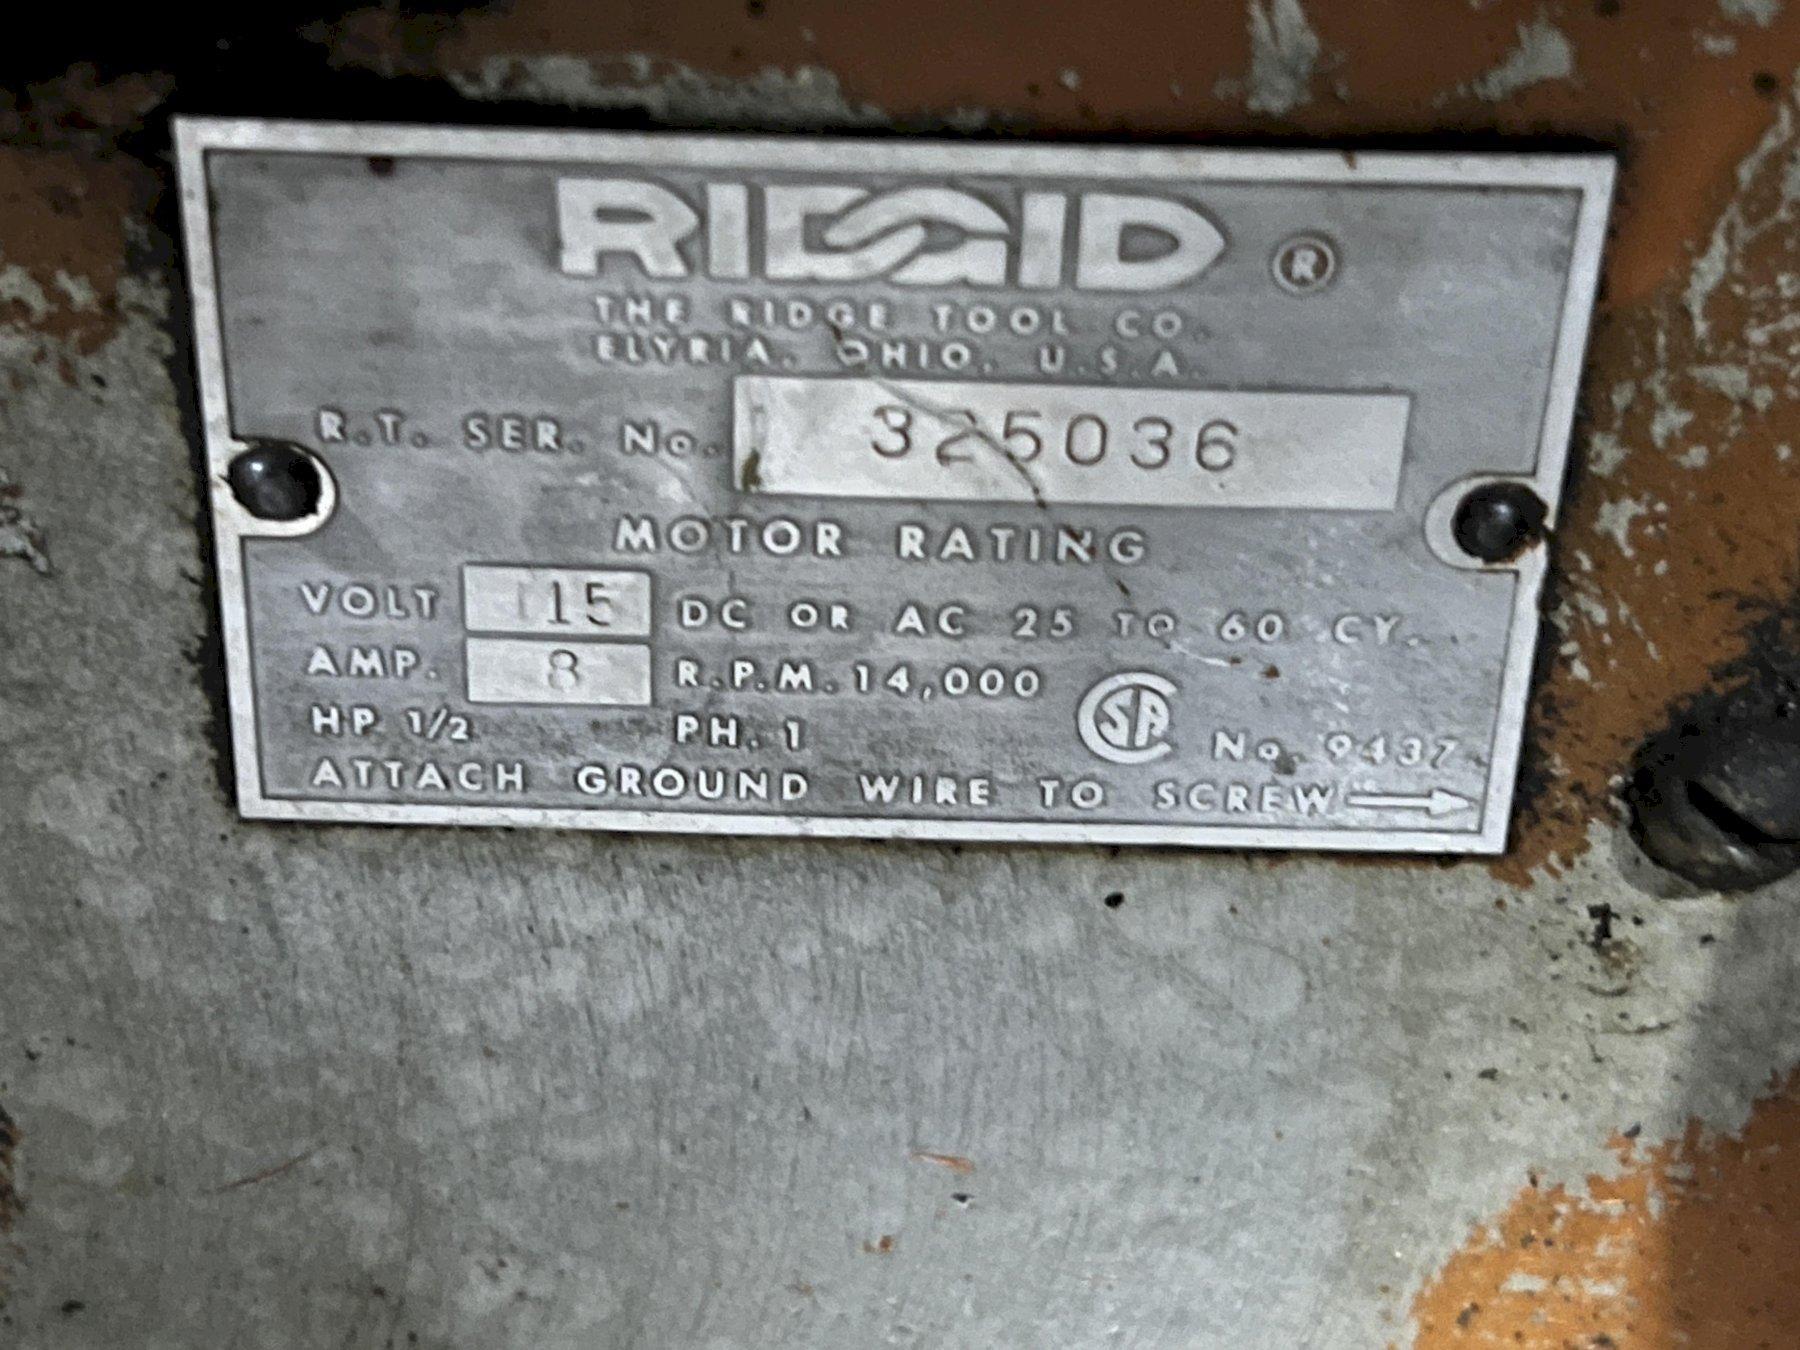 RIDGID ®
THE RIDGE TOOL CO.
ELYRIA, OHIO, U.S.A.
R.T. SER. No. 325036
MOTOR RATING
VOLT 115 DC OR AC 25 TO 60 CY.
AMP. 8 R.P.M. 14,000
HP 1/2 PH. 1 CSA No. 9437
ATTACH GROUND WIRE TO SCREW